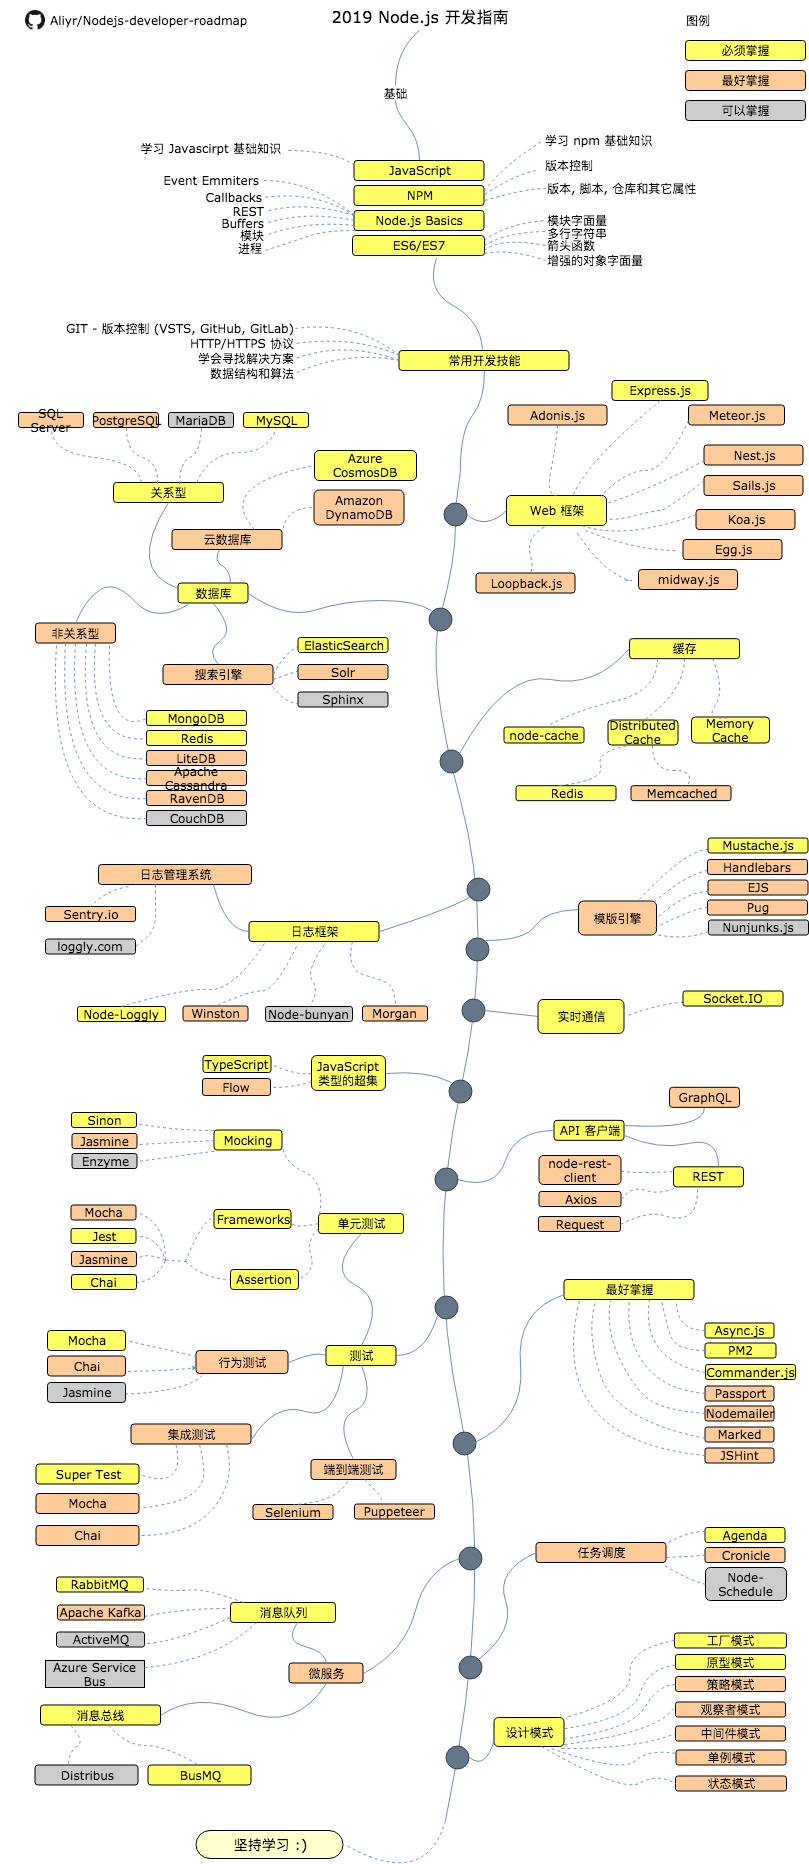 Aliyr/Nodejs-developer-roadmap
2019 Node.js 开发指南
图例
必须掌握
最好掌握
可以掌握
基础
学习 Javascirpt 基础知识
JavaScript
NPM
Node.js Basics
ES6/ES7
学习 npm 基础知识
版本控制
版本, 脚本, 仓库和其它属性
Event Emmiters
Callbacks
REST
Buffers
模块
进程
模块字面量
多行字符串
箭头函数
增强的对象字面量
GIT - 版本控制 (VSTS, GitHub, GitLab)
HTTP/HTTPS 协议
学会寻找解决方案
数据结构和算法
常用开发技能
Express.js
Adonis.js
Meteor.js
Nest.js
Sails.js
Koa.js
Egg.js
midway.js
Loopback.js
Web 框架
SQL
Server
PostgreSQL
MariaDB
MySQL
关系型
Azure
CosmosDB
Amazon
DynamoDB
云数据库
数据库
非关系型
搜索引擎
ElasticSearch
Solr
Sphinx
MongoDB
Redis
LiteDB
Apache
Cassandra
RavenDB
CouchDB
缓存
node-cache
Distributed
Cache
Memory
Cache
Redis
Memcached
Mustache.js
Handlebars
EJS
Pug
Nunjunks.js
模版引擎
日志管理系统
Sentry.io
loggly.com
日志框架
Node-Loggly
Winston
Node-bunyan
Morgan
Socket.IO
实时通信
TypeScript
Flow
JavaScript
类型的超集
GraphQL
API 客户端
node-rest-
client
Axios
Request
REST
Sinon
Jasmine
Enzyme
Mocking
Mocha
Jest
Jasmine
Chai
Frameworks
Assertion
单元测试
最好掌握
Async.js
PM2
Commander.js
Passport
Nodemailer
Marked
JSHint
Mocha
Chai
Jasmine
行为测试
测试
集成测试
Super Test
Mocha
Chai
端到端测试
Selenium
Puppeteer
任务调度
Agenda
Cronicle
Node-
Schedule
RabbitMQ
Apache Kafka
ActiveMQ
Azure Service
Bus
消息队列
微服务
消息总线
Distribus
BusMQ
设计模式
工厂模式
原型模式
策略模式
观察者模式
中间件模式
单例模式
状态模式
坚持学习 :)